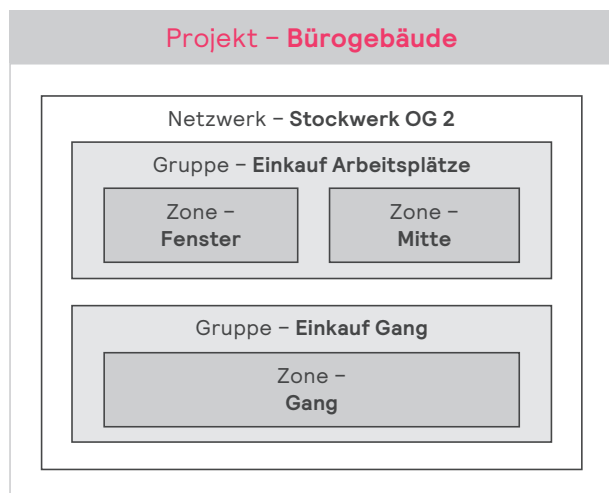 Projekt – Bürogebäude
Netzwerk – Stockwerk OG 2
Gruppe – Einkauf Arbeitsplätze
Zone –
Fenster
Zone –
Mitte
Gruppe – Einkauf Gang
Zone –
Gang